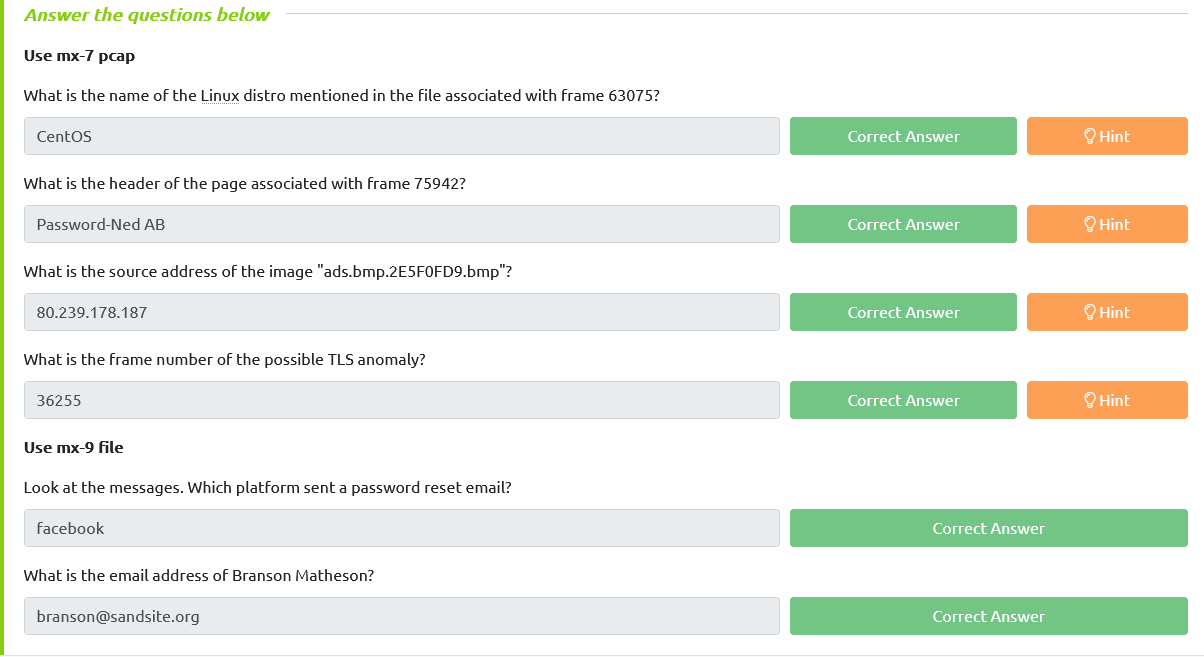 Answer the questions below
Use mx-7 pcap
What is the name of the Linux distro mentioned in the file associated with frame 63075?
CentOS Correct Answer Hint
What is the header of the page associated with frame 75942?
Password-Ned AB Correct Answer Hint
What is the source address of the image "ads.bmp.2E5F0FD9.bmp"?
80.239.178.187 Correct Answer Hint
What is the frame number of the possible TLS anomaly?
36255 Correct Answer Hint
Use mx-9 file
Look at the messages. Which platform sent a password reset email?
facebook Correct Answer
What is the email address of Branson Matheson?
branson@sandsite.org Correct Answer